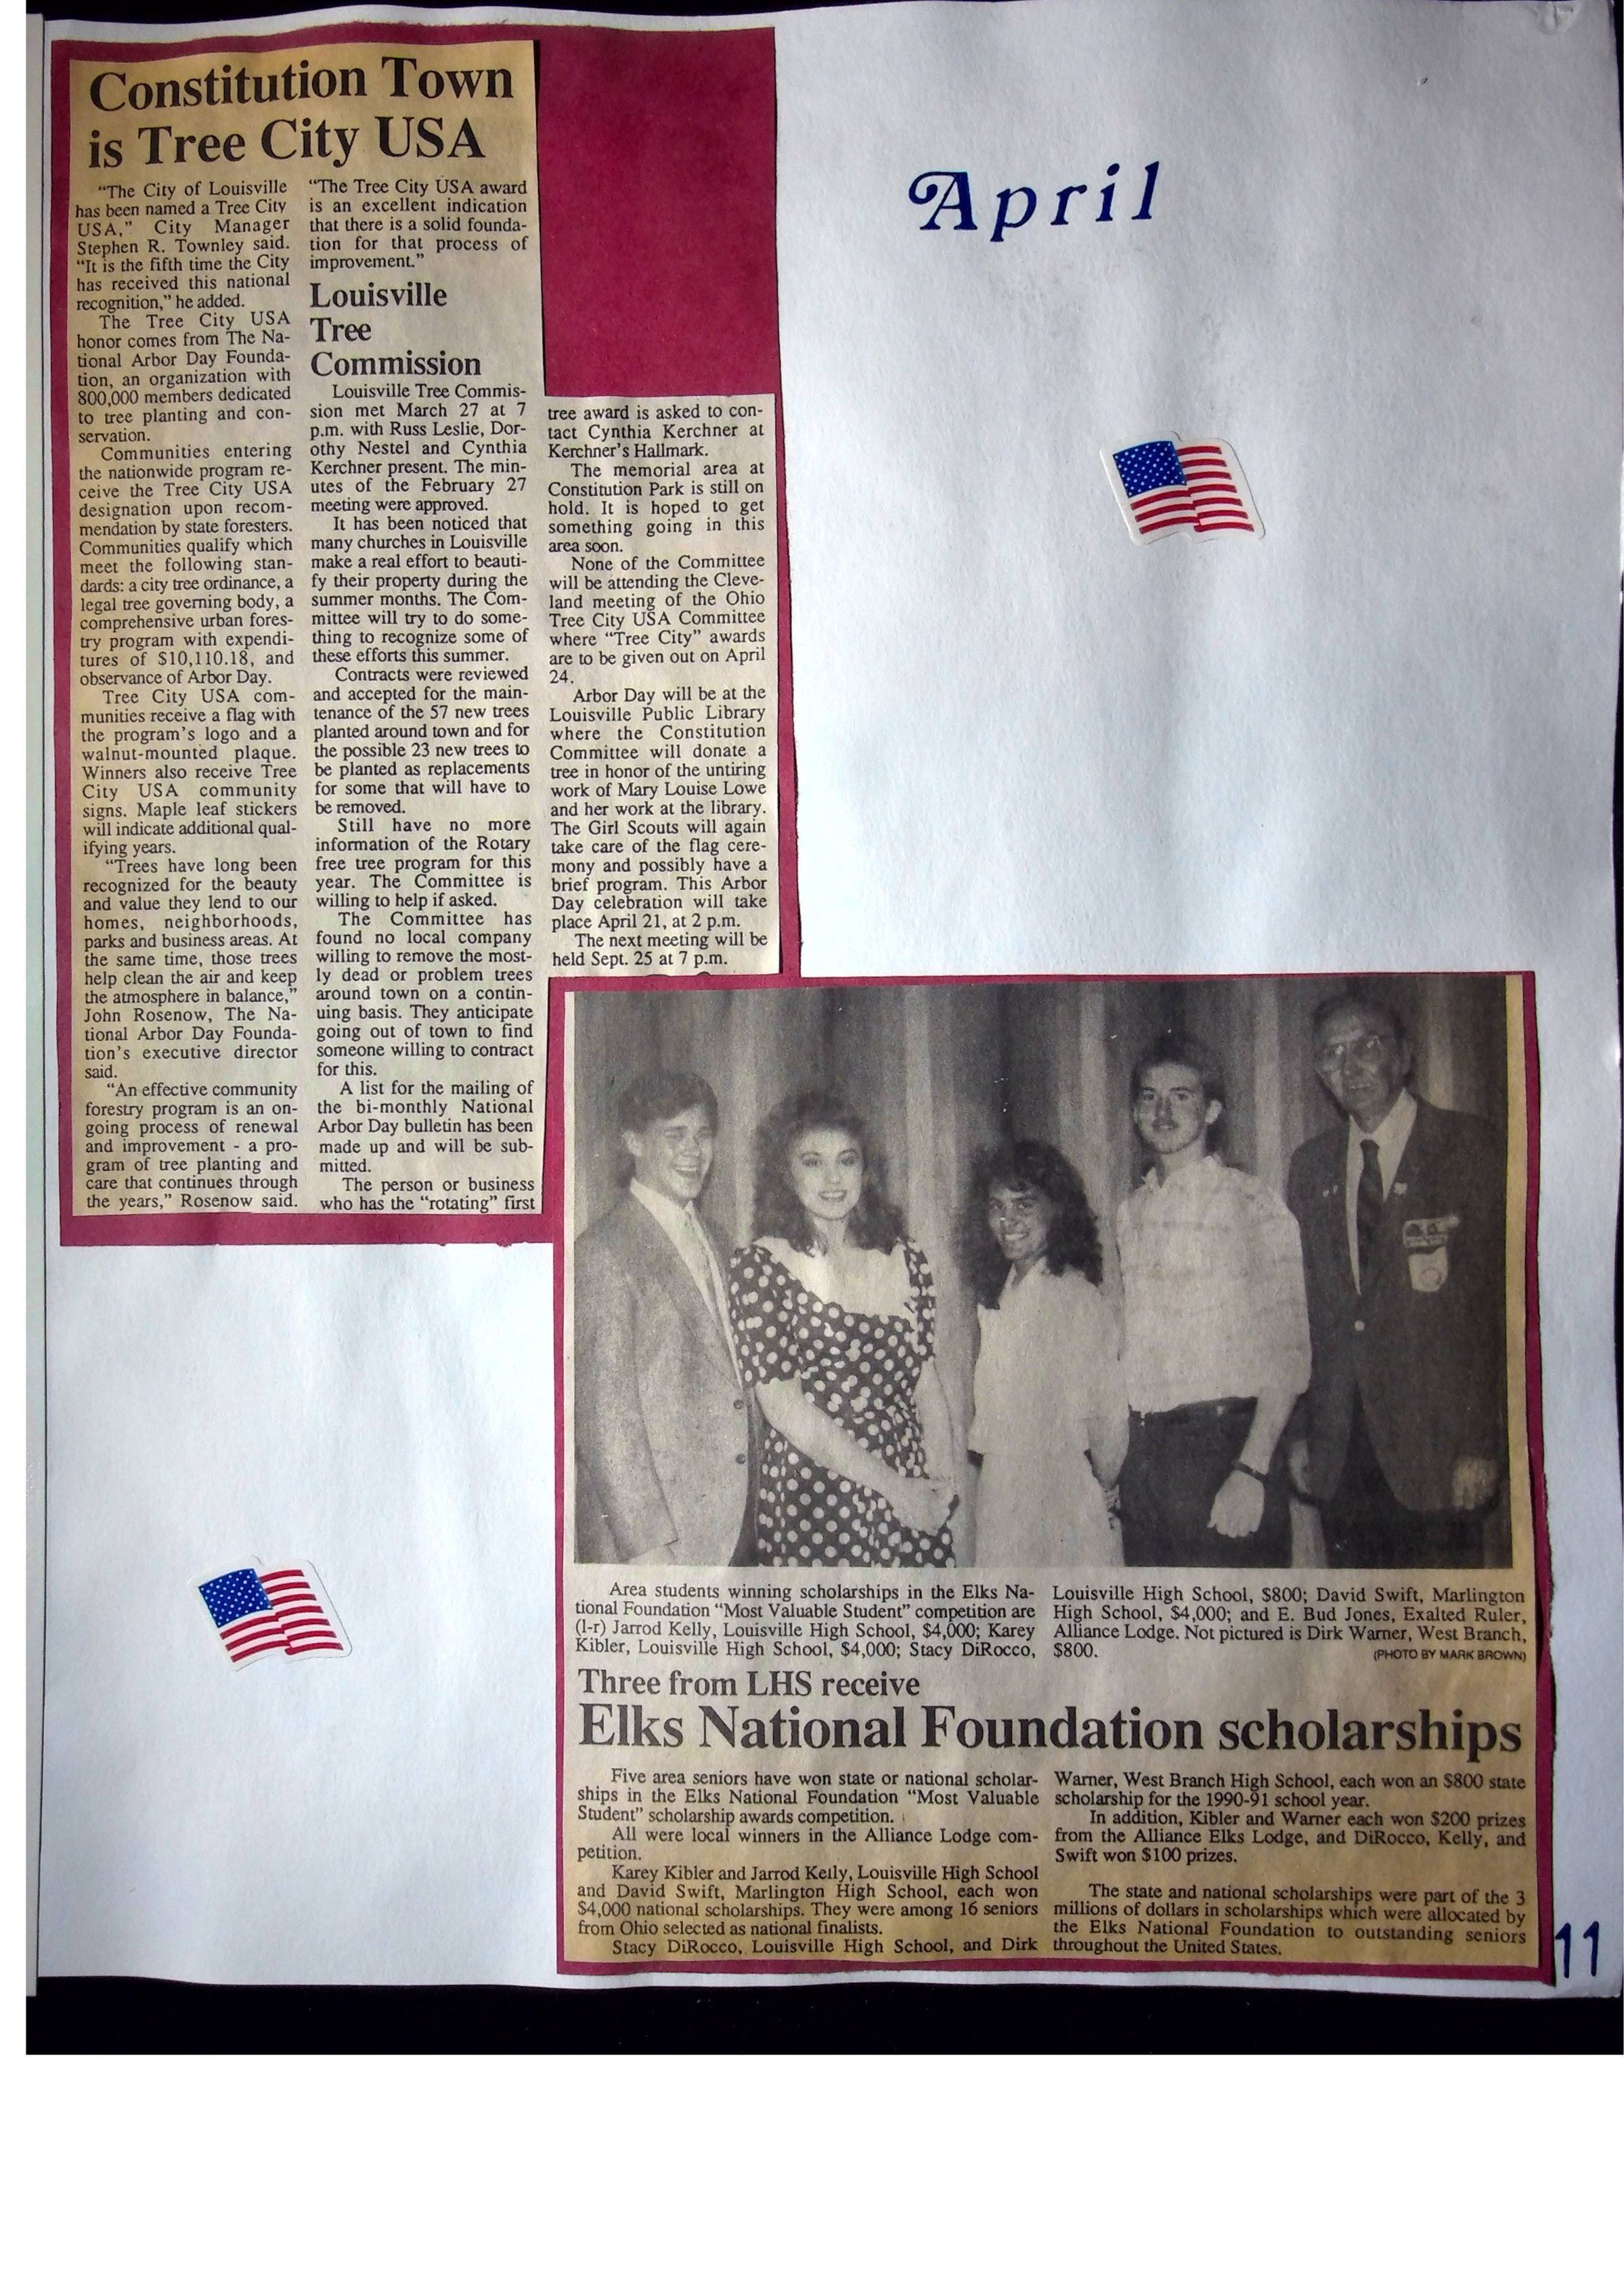 Constitution Town
is Tree City USA
"The City of Louisville
has been named a Tree City
USA," City Manager
Stephen R. Townley said.
"It is the fifth time the City
has received this national
recognition," he added.
The Tree City USA
honor comes from The Na-
tional Arbor Day Founda-
tion, an organization with
800,000 members dedicated
to tree planting and con-
servation.
Communities entering
the nationwide program re-
ceive the Tree City USA
designation upon recom-
mendation by state foresters.
Communities qualify which
meet the following stan-
dards: a city tree ordinance, a
legal tree governing body, a
comprehensive urban fores-
try program with expendi-
tures of $10,110.18, and
observance of Arbor Day.
Tree City USA com-
munities receive a flag with
the program's logo and a
walnut-mounted plaque.
Winners also receive Tree
City USA community
signs. Maple leaf stickers
will indicate additional qual-
ifying years.
"Trees have long been
recognized for the beauty
and value they lend to our
homes, neighborhoods,
parks and business areas. At
the same time, those trees
help clean the air and keep
the atmosphere in balance,"
John Rosenow, The Na-
tional Arbor Day Founda-
tion's executive director
said.
"An effective community
forestry program is an on-
going process of renewal
and improvement - a pro-
gram of tree planting and
care that continues through
the years," Rosenow said.
"The Tree City USA award
is an excellent indication
that there is a solid founda-
tion for that process of
improvement."
Louisville
Tree
Commission
Louisville Tree Commis-
sion met March 27 at 7
p.m. with Russ Leslie, Dor-
othy Nestel and Cynthia
Kerchner present. The min-
utes of the February 27
meeting were approved.
It has been noticed that
many churches in Louisville
make a real effort to beauti-
fy their property during the
summer months. The Com-
mittee will try to do some-
thing to recognize some of
these efforts this summer.
Contracts were reviewed
and accepted for the main-
tenance of the 57 new trees
planted around town and for
the possible 23 new trees to
be planted as replacements
for some that will have to
be removed.
Still have no more
information of the Rotary
free tree program for this
year. The Committee is
willing to help if asked.
The Committee has
found no local company
willing to remove the most-
ly dead or problem trees
around town on a contin-
uing basis. They anticipate
going out of town to find
someone willing to contract
for this.
A list for the mailing of
the bi-monthly National
Arbor Day bulletin has been
made up and will be sub-
mitted.
The person or business
who has the "rotating" first
tree award is asked to con-
tact Cynthia Kerchner at
Kerchner's Hallmark.
The memorial area at
Constitution Park is still on
hold. It is hoped to get
something going in this
area soon.
None of the Committee
will be attending the Cleve-
land meeting of the Ohio
Tree City USA Committee
where "Tree City" awards
are to be given out on April
24.
Arbor Day will be at the
Louisville Public Library
where the Constitution
Committee will donate a
tree in honor of the untiring
work of Mary Louise Lowe
and her work at the library.
The Girl Scouts will again
take care of the flag cere-
mony and possibly have a
brief program. This Arbor
Day celebration will take
place April 21, at 2 p.m.
The next meeting will be
held Sept. 25 at 7 p.m.
April
Area students winning scholarships in the Elks Na-
tional Foundation "Most Valuable Student" competition are
(l-r) Jarrod Kelly, Louisville High School, $4,000; Karey
Kibler, Louisville High School, $4,000; Stacy DiRocco,
Louisville High School, $800; David Swift, Marlington
High School, $4,000; and E. Bud Jones, Exalted Ruler,
Alliance Lodge. Not pictured is Dirk Warner, West Branch,
$800.
(PHOTO BY MARK BROWN)
Three from LHS receive
Elks National Foundation scholarships
Five area seniors have won state or national scholar-
ships in the Elks National Foundation "Most Valuable
Student" scholarship awards competition.
All were local winners in the Alliance Lodge com-
petition.
Karey Kibler and Jarrod Kelly, Louisville High School
and David Swift, Marlington High School, each won
$4,000 national scholarships. They were among 16 seniors
from Ohio selected as national finalists.
Stacy DiRocco, Louisville High School, and Dirk
Warner, West Branch High School, each won an $800 state
scholarship for the 1990-91 school year.
In addition, Kibler and Warner each won $200 prizes
from the Alliance Elks Lodge, and DiRocco, Kelly, and
Swift won $100 prizes.
The state and national scholarships were part of the 3
millions of dollars in scholarships which were allocated by
the Elks National Foundation to outstanding seniors
throughout the United States.
11